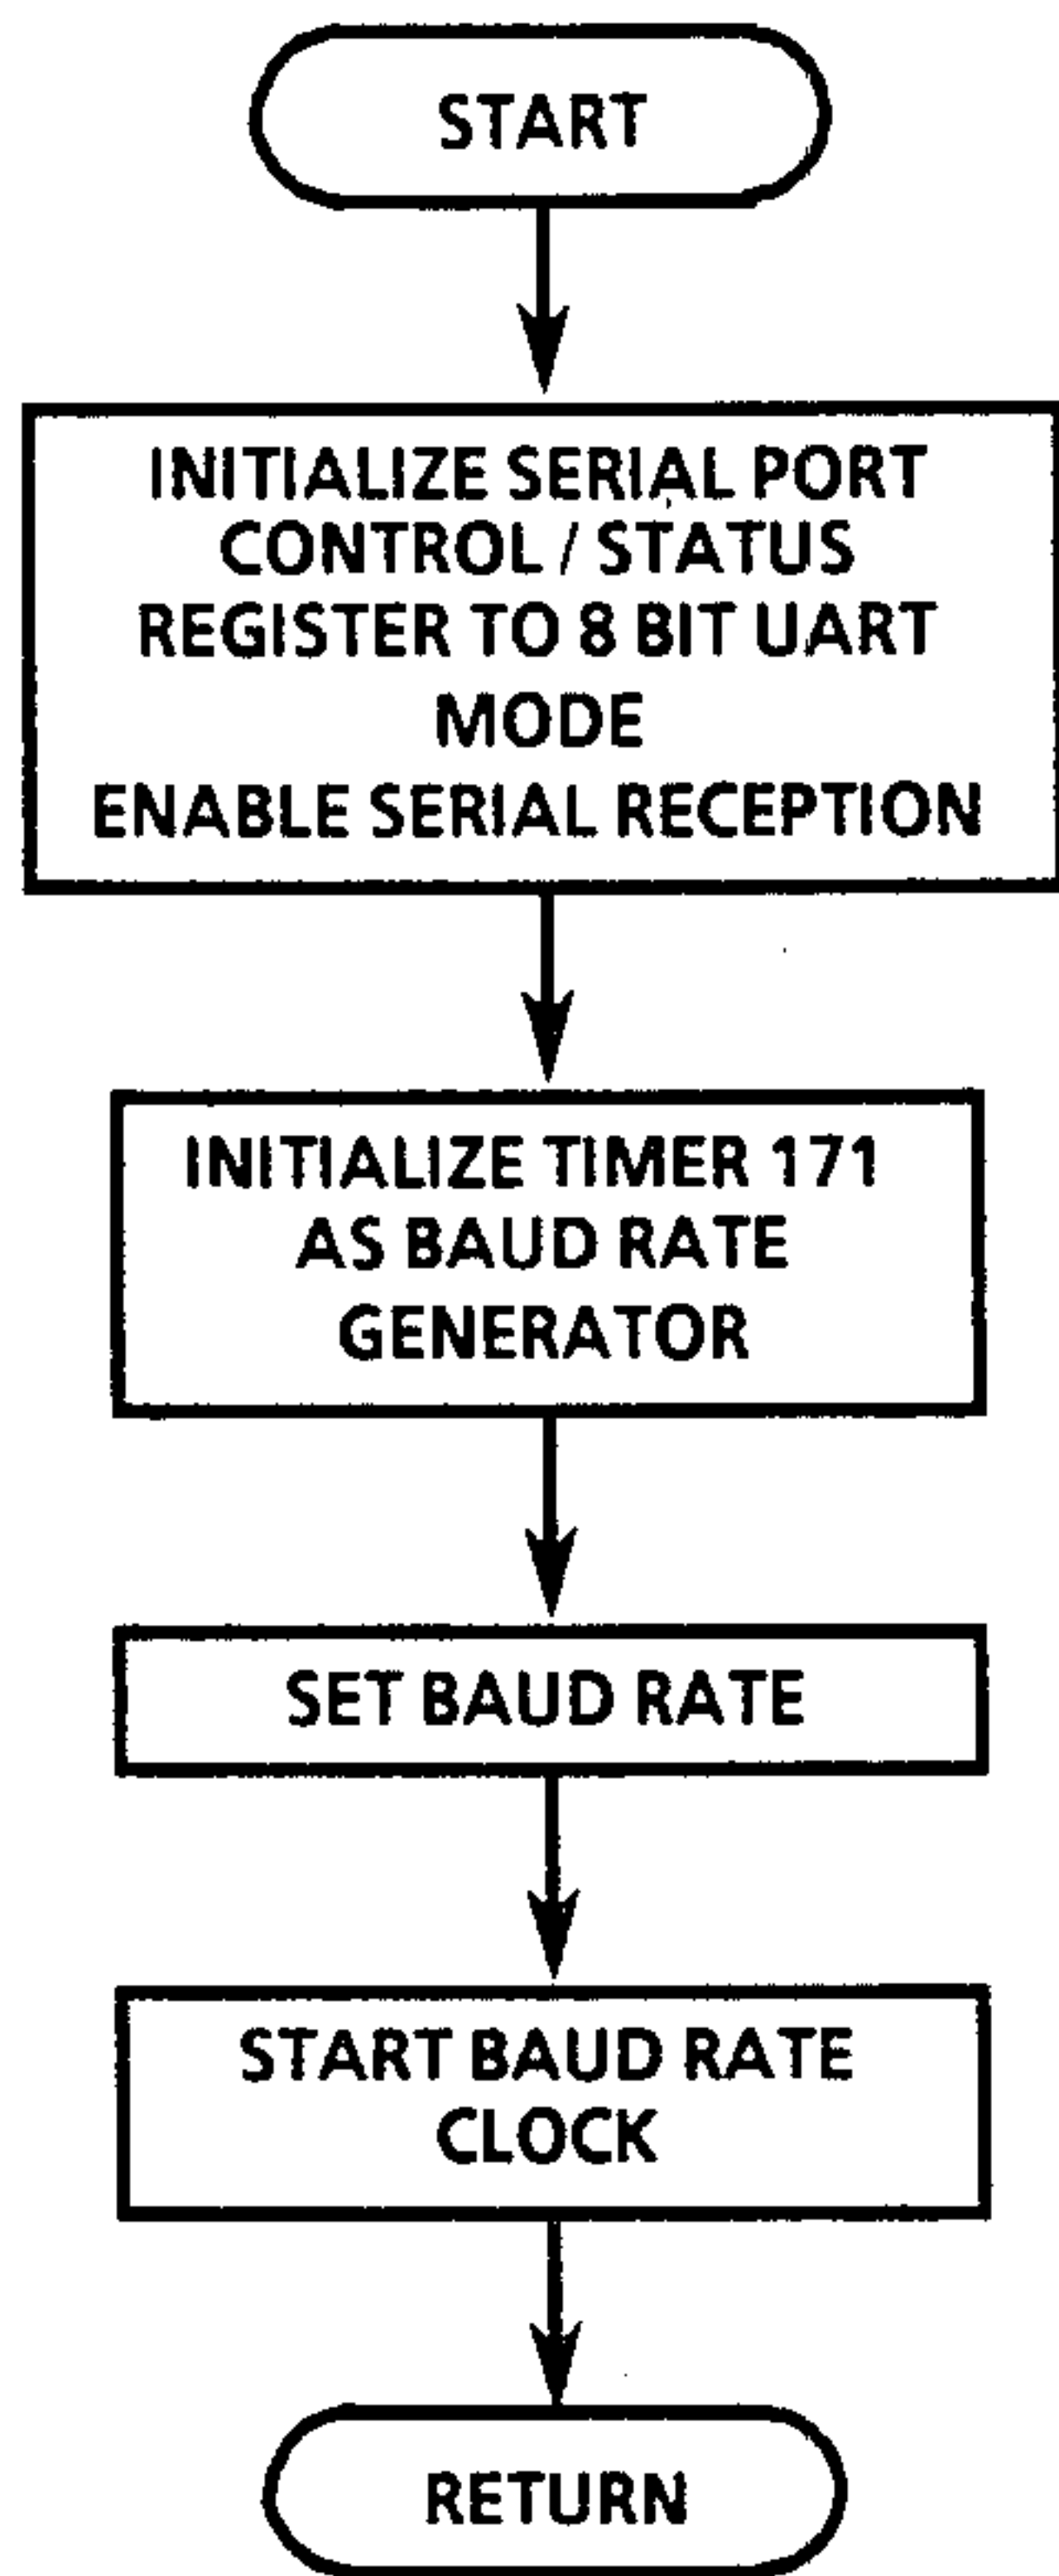 START
INITIALIZE SERIAL PORT
CONTROL / STATUS
REGISTER TO 8 BIT UART
MODE
ENABLE SERIAL RECEPTION
INITIALIZE TIMER 171
AS BAUD RATE
GENERATOR
SET BAUD RATE
START BAUD RATE
CLOCK
RETURN